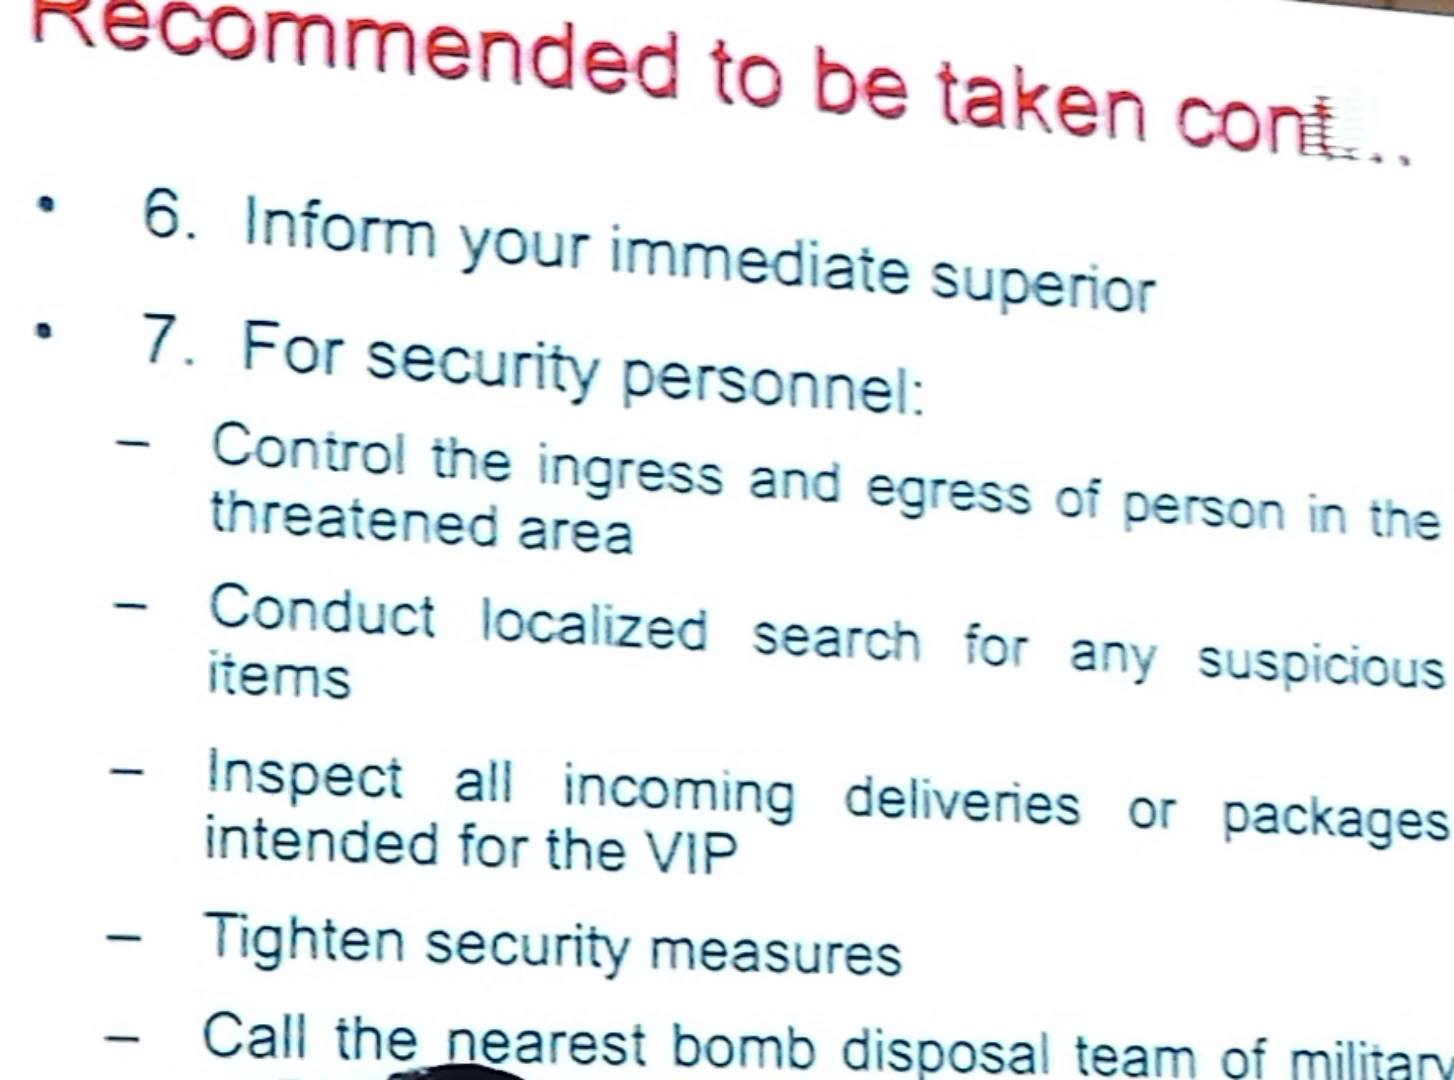 Recommended to be taken cont...
• 6. Inform your immediate superior
• 7. For security personnel:
– Control the ingress and egress of person in the
threatened area
– Conduct localized search for any suspicious
items
– Inspect all incoming deliveries or packages
intended for the VIP
– Tighten security measures
– Call the nearest bomb disposal team of military